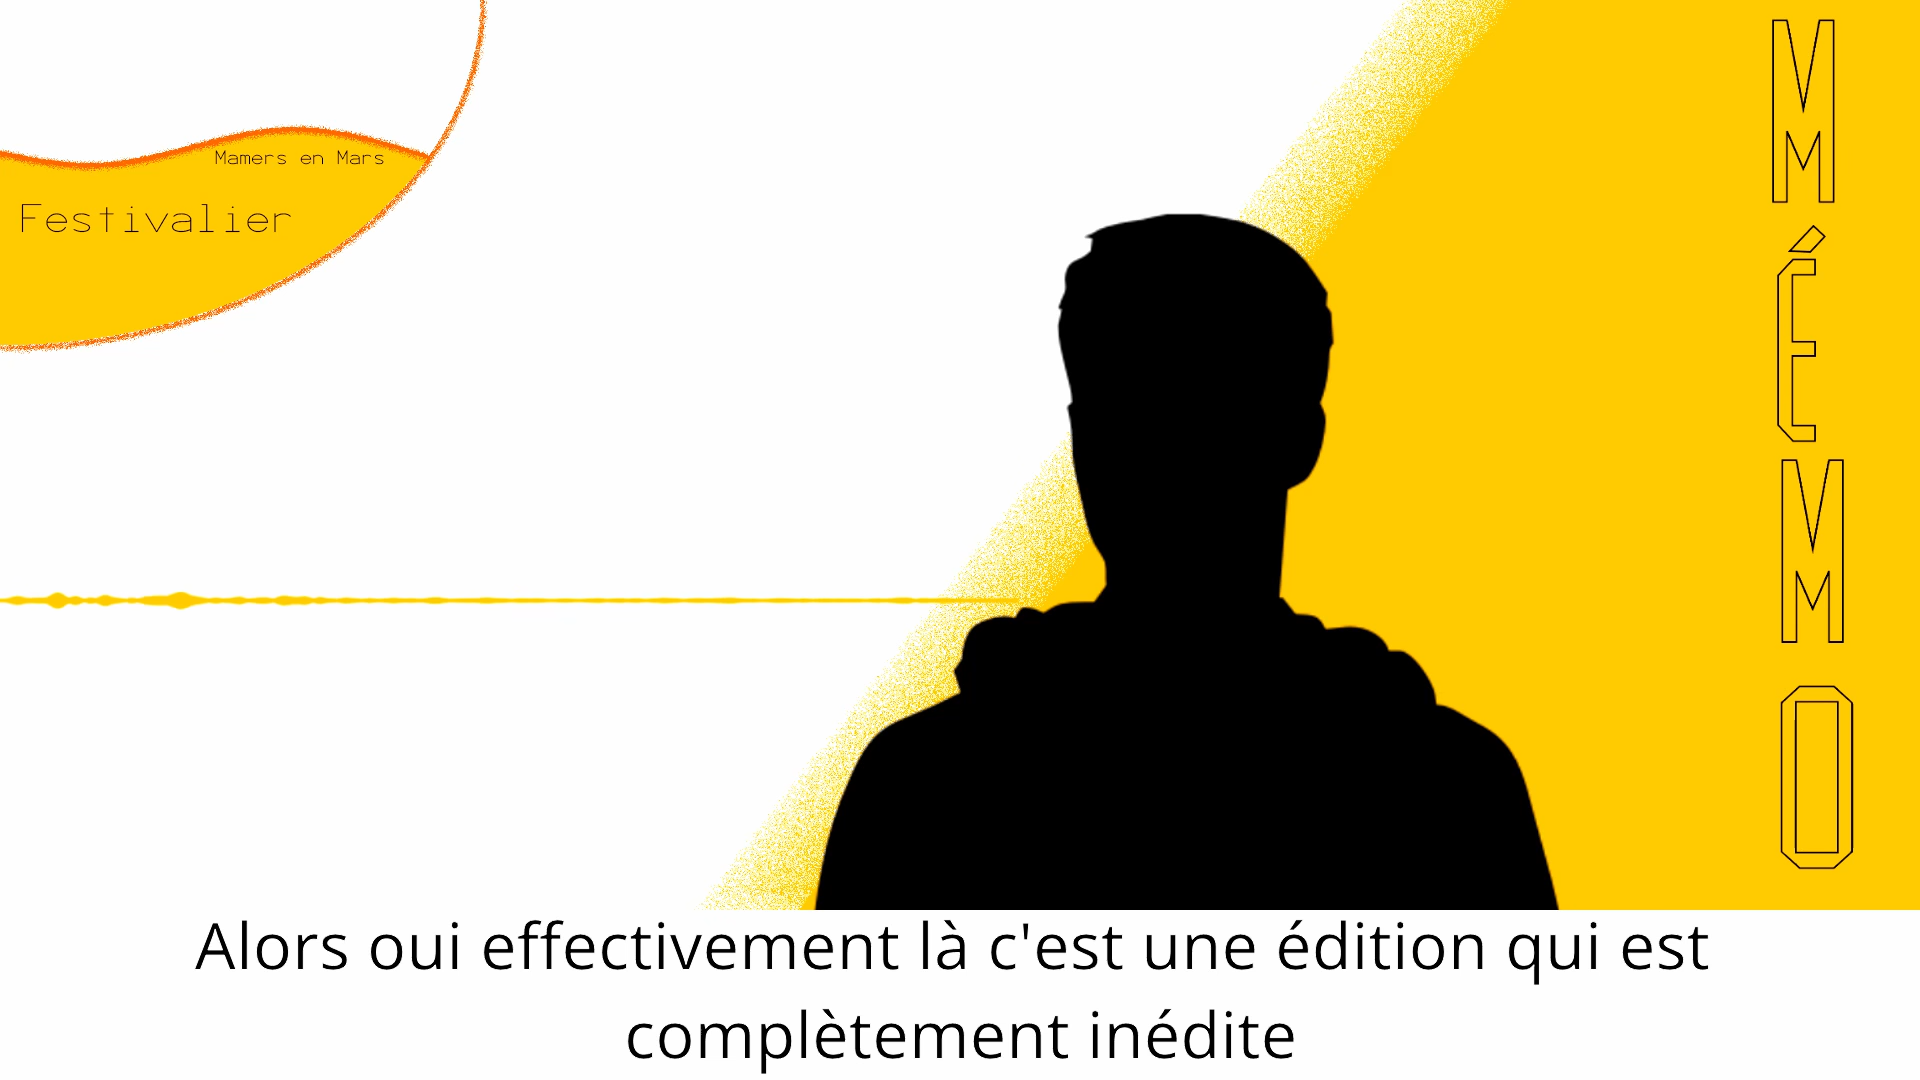 Mamers en Mars
Festivalier
MÉMO
Alors oui effectivement là c'est une édition qui est
complètement inédite